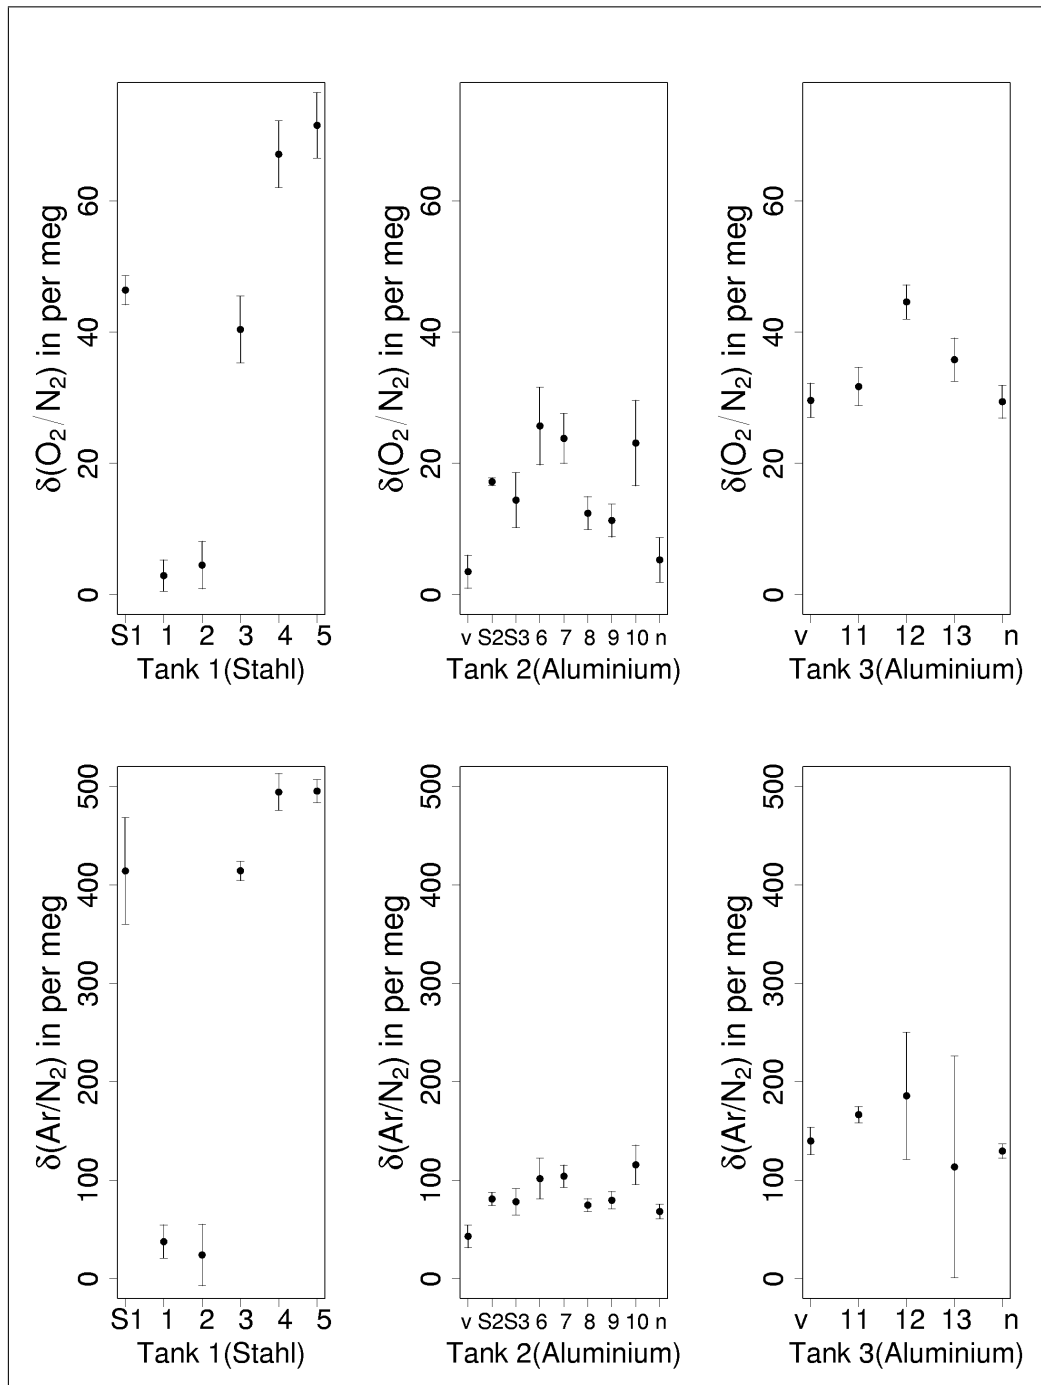 δ(O₂/N₂) in per meg
60
40
20
0
S1 1 2 3 4 5
Tank 1(Stahl)
δ(O₂/N₂) in per meg
60
40
20
0
v S2 S3 6 7 8 9 10 n
Tank 2(Aluminium)
δ(O₂/N₂) in per meg
60
40
20
0
v 11 12 13 n
Tank 3(Aluminium)
δ(Ar/N₂) in per meg
500
400
300
200
100
0
S1 1 2 3 4 5
Tank 1(Stahl)
δ(Ar/N₂) in per meg
500
400
300
200
100
0
v S2 S3 6 7 8 9 10 n
Tank 2(Aluminium)
δ(Ar/N₂) in per meg
500
400
300
200
100
0
v 11 12 13 n
Tank 3(Aluminium)